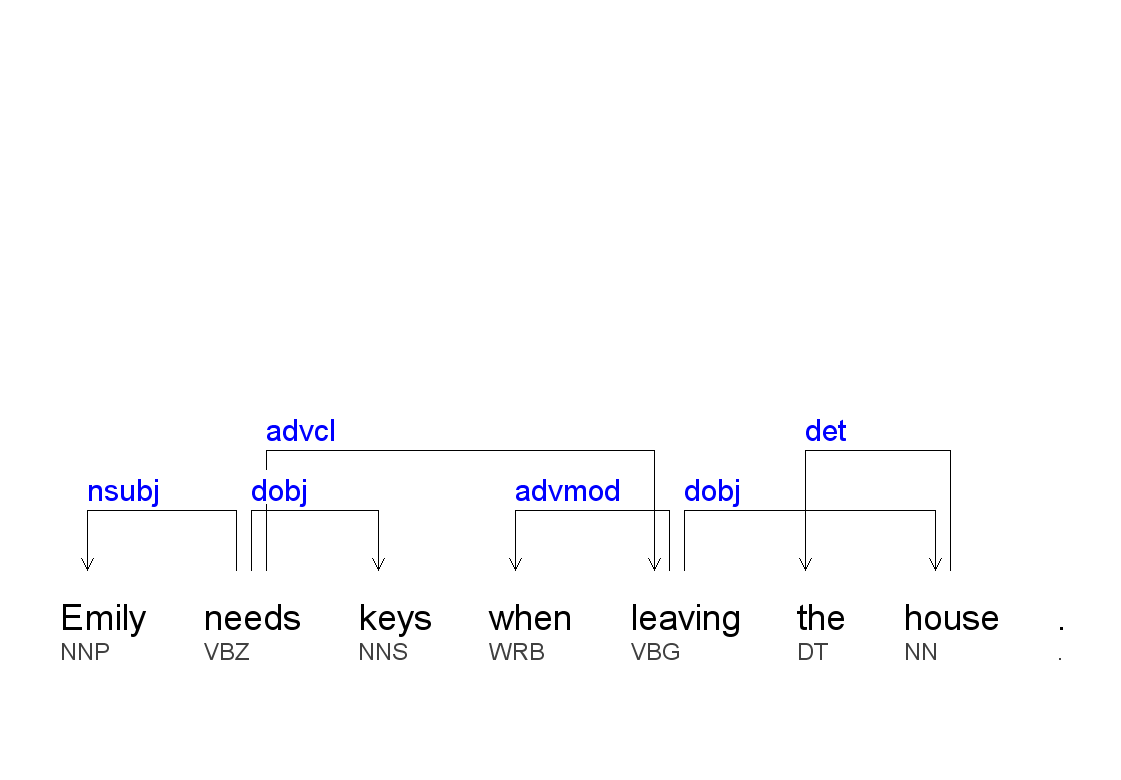 advcl det
nsubj dobj advmod dobj
Emily needs keys when leaving the house .
NNP VBZ NNS WRB VBG DT NN .